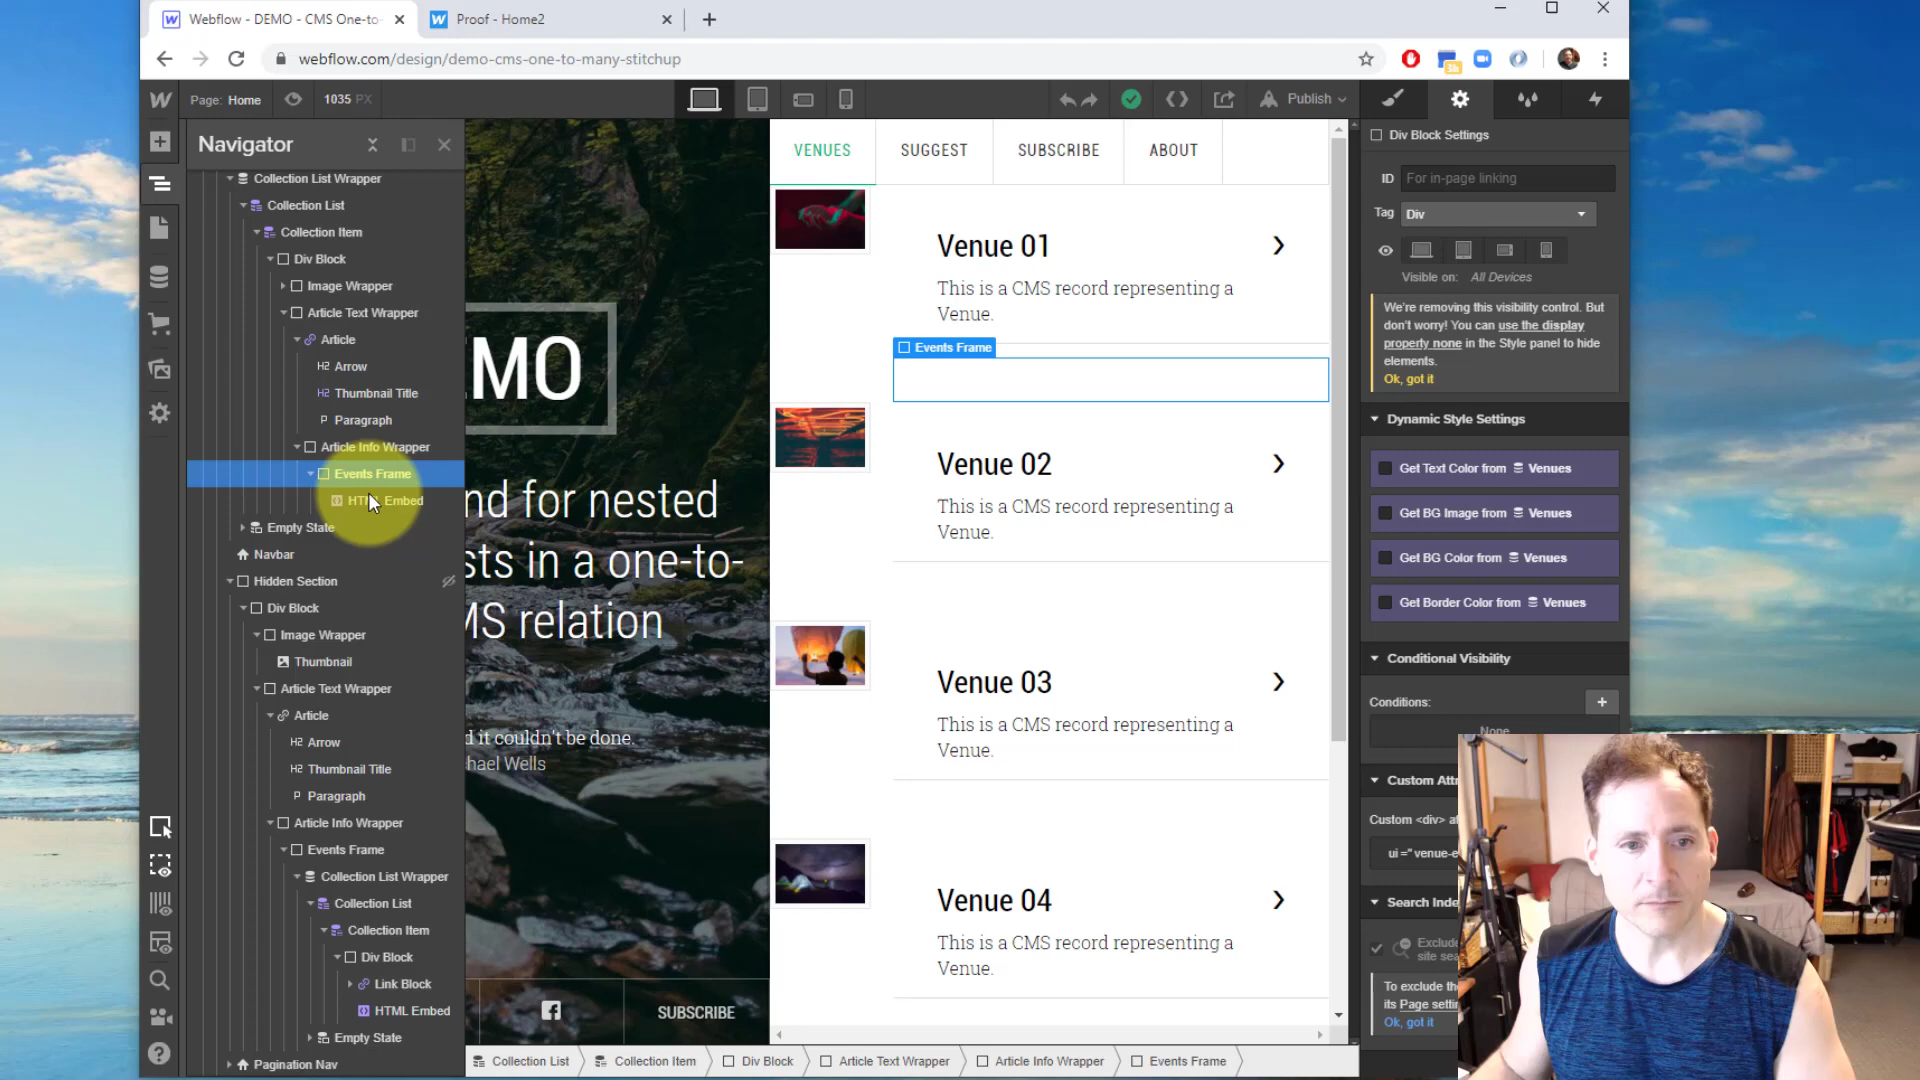 Webflow - DEMO - CMS One-to-
Proof - Home2
webflow.com/design/demo-cms-one-to-many-stitchup
Page: Home
1035 PX
Publish
Navigator
Collection List Wrapper
Collection List
Collection Item
Div Block
Image Wrapper
Article Text Wrapper
Article
H2 Arrow
H2 Thumbnail Title
P Paragraph
Article Info Wrapper
Events Frame
HTML Embed
Empty State
Navbar
Hidden Section
Div Block
Image Wrapper
Thumbnail
Article Text Wrapper
Article
H2 Arrow
H2 Thumbnail Title
P Paragraph
Article Info Wrapper
Events Frame
Collection List Wrapper
Collection List
Collection Item
Div Block
Link Block
HTML Embed
Empty State
Pagination Nav
MO
nd for nested
sts in a one-to-
MS relation
d it couldn't be done.
hael Wells
SUBSCRIBE
VENUES
SUGGEST
SUBSCRIBE
ABOUT
Venue 01
This is a CMS record representing a
Venue.
Events Frame
Venue 02
This is a CMS record representing a
Venue.
Venue 03
This is a CMS record representing a
Venue.
Venue 04
This is a CMS record representing a
Venue.
Collection List
Collection Item
Div Block
Article Text Wrapper
Article Info Wrapper
Events Frame
Div Block Settings
ID For in-page linking
Tag Div
Visible on: All Devices
We're removing this visibility control. But
don't worry! You can use the display
property none in the Style panel to hide
elements.
Ok, got it
Dynamic Style Settings
Get Text Color from Venues
Get BG Image from Venues
Get BG Color from Venues
Get Border Color from Venues
Conditional Visibility
Conditions:
None
Custom Attr
Custom <div> at
ui ="venue-e
Search Inde
Exclude
site sea
To exclude th
its Page setti
Ok, got it